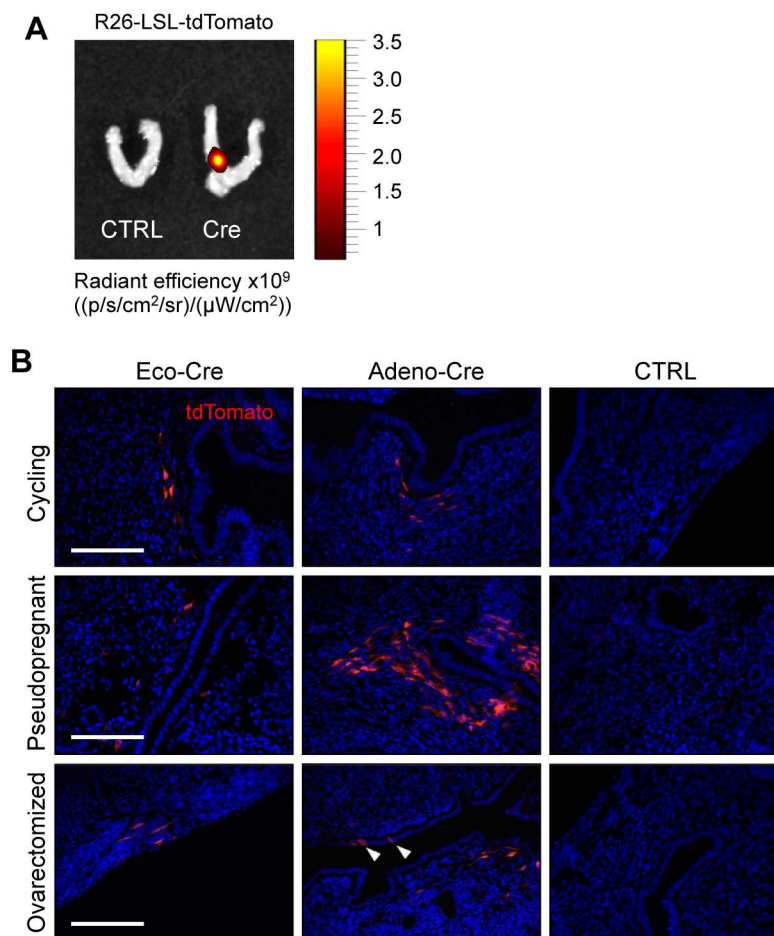 A
R26-LSL-tdTomato
CTRL
Cre
3.5
3.0
2.5
2.0
1.5
1
Radiant efficiency x10⁹
((p/s/cm²/sr)/(µW/cm²))
B
Eco-Cre
Adeno-Cre
CTRL
tdTomato
Cycling
Pseudopregnant
Ovarectomized